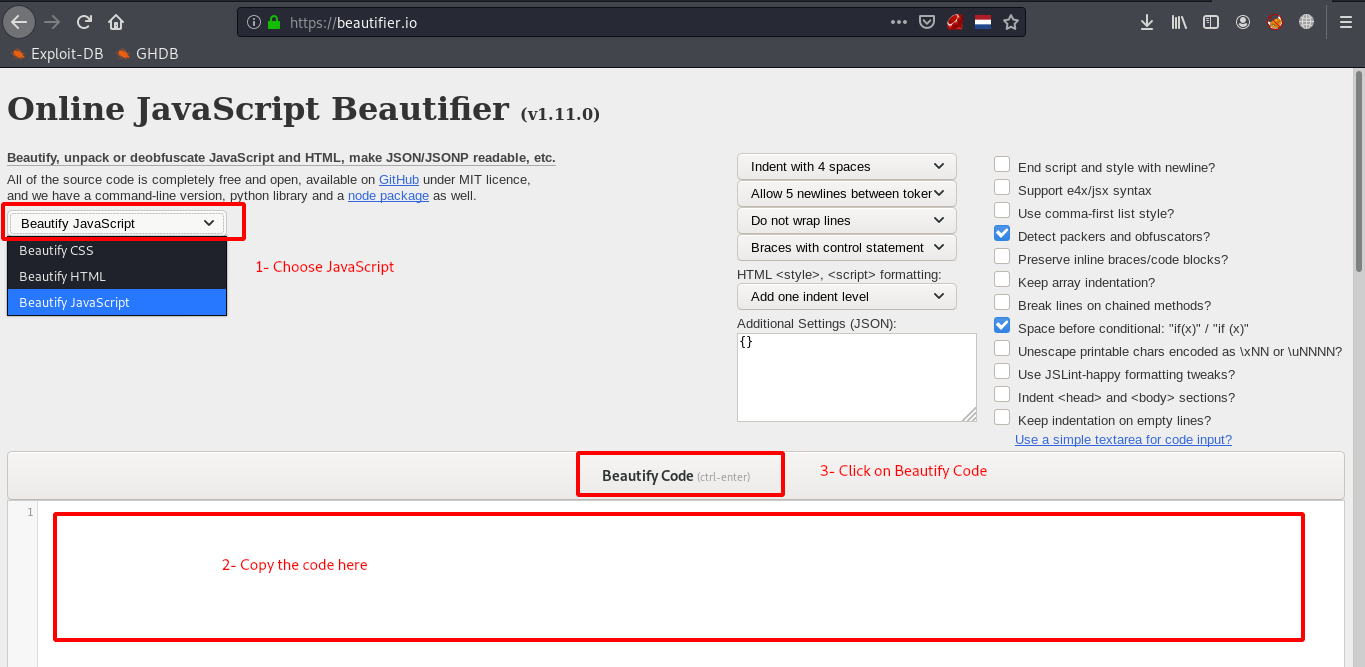 https://beautifier.io
Exploit-DB GHDB
Online JavaScript Beautifier (v1.11.0)
Beautify, unpack or deobfuscate JavaScript and HTML, make JSON/JSONP readable, etc.
All of the source code is completely free and open, available on GitHub under MIT licence,
and we have a command-line version, python library and a node package as well.
Beautify JavaScript
Beautify CSS
Beautify HTML
Beautify JavaScript
1- Choose JavaScript
Indent with 4 spaces
Allow 5 newlines between token
Do not wrap lines
Braces with control statement
HTML <style>, <script> formatting:
Add one indent level
Additional Settings (JSON):
{}
End script and style with newline?
Support e4x/jsx syntax
Use comma-first list style?
Detect packers and obfuscators?
Preserve inline braces/code blocks?
Keep array indentation?
Break lines on chained methods?
Space before conditional: "if(x)" / "if (x)"
Unescape printable chars encoded as \xNN or \uNNNN?
Use JSLint-happy formatting tweaks?
Indent <head> and <body> sections?
Keep indentation on empty lines?
Use a simple textarea for code input?
Beautify Code (ctrl-enter)
3- Click on Beautify Code
1
2- Copy the code here